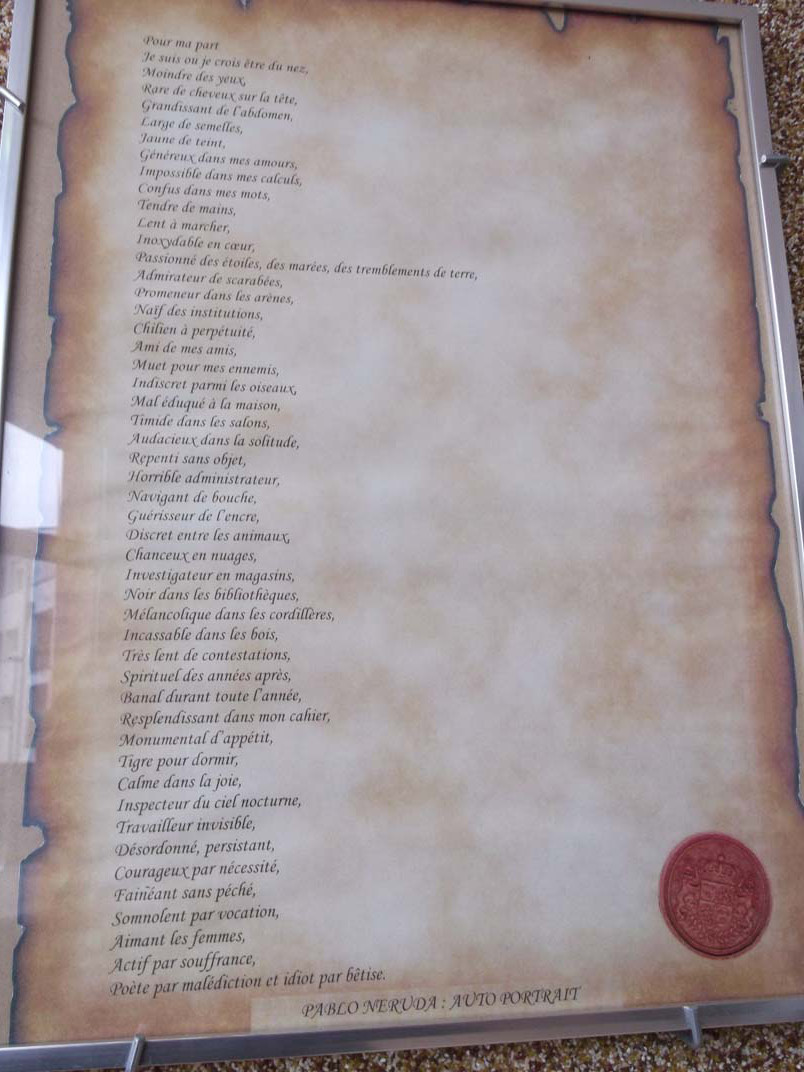 Pour ma part
Je suis ou je crois être du nez,
Moindre des yeux,
Rare de cheveux sur la tête,
Grandissant de l'abdomen,
Large de semelles,
Jaune de teint,
Généreux dans mes amours,
Impossible dans mes calculs,
Confus dans mes mots,
Tendre de mains,
Lent à marcher,
Inoxydable en cœur,
Passionné des étoiles, des marées, des tremblements de terre,
Admirateur de scarabées,
Promeneur dans les arènes,
Naïf des institutions,
Chilien à perpétuité,
Ami de mes amis,
Muet pour mes ennemis,
Indiscret parmi les oiseaux,
Mal éduqué à la maison,
Timide dans les salons,
Audacieux dans la solitude,
Repenti sans objet,
Horrible administrateur,
Navigant de bouche,
Guérisseur de l'encre,
Discret entre les animaux,
Chanceux en nuages,
Investigateur en magasins,
Noir dans les bibliothèques,
Mélancolique dans les cordillères,
Incassable dans les bois,
Très lent de contestations,
Spirituel des années après,
Banal durant toute l'année,
Resplendissant dans mon cahier,
Monumental d'appétit,
Tigre pour dormir,
Calme dans la joie,
Inspecteur du ciel nocturne,
Travailleur invisible,
Désordonné, persistant,
Courageux par nécessité,
Fainéant sans péché,
Somnolent par vocation,
Aimant les femmes,
Actif par souffrance,
Poète par malédiction et idiot par bêtise.
PABLO NERUDA : AUTO PORTRAIT